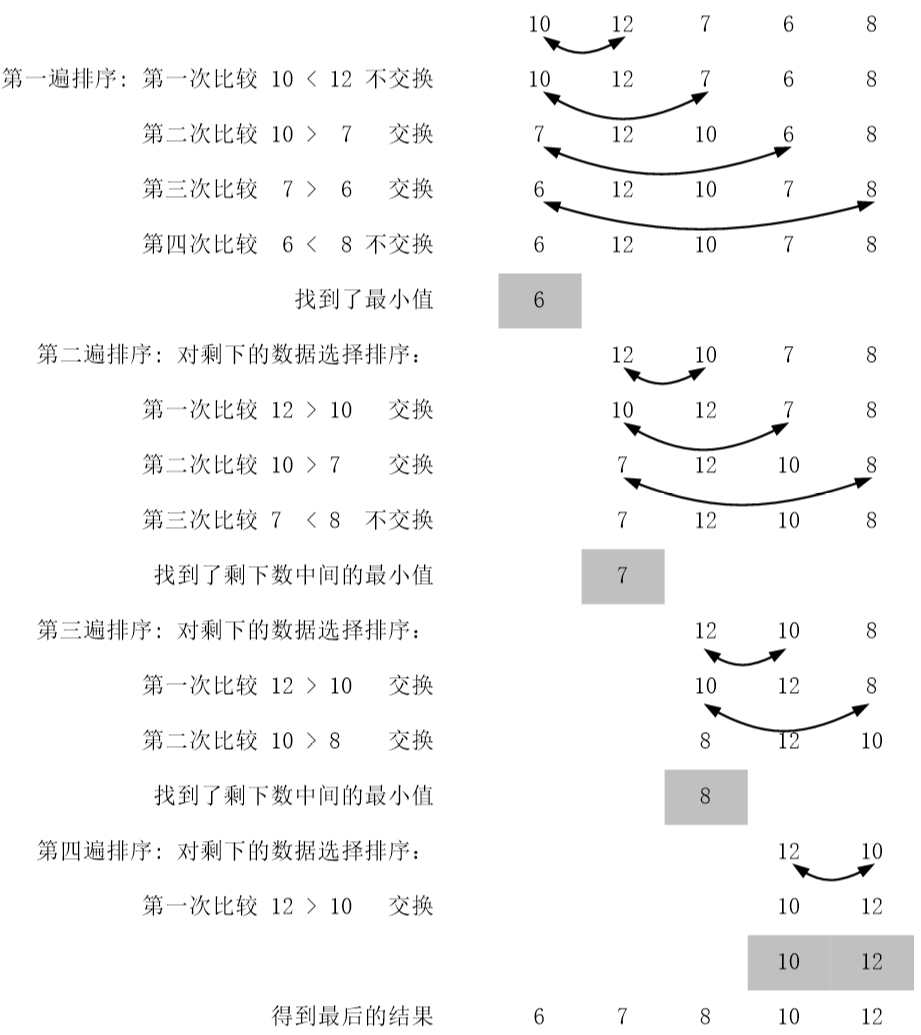 10 12 7 6 8
第一遍排序: 第一次比较 10 < 12 不交换 10 12 7 6 8
第二次比较 10 > 7 交换 7 12 10 6 8
第三次比较 7 > 6 交换 6 12 10 7 8
第四次比较 6 < 8 不交换 6 12 10 7 8
找到了最小值 6
第二遍排序: 对剩下的数据选择排序: 12 10 7 8
第一次比较 12 > 10 交换 10 12 7 8
第二次比较 10 > 7 交换 7 12 10 8
第三次比较 7 < 8 不交换 7 12 10 8
找到了剩下数中间的最小值 7
第三遍排序: 对剩下的数据选择排序: 12 10 8
第一次比较 12 > 10 交换 10 12 8
第二次比较 10 > 8 交换 8 12 10
找到了剩下数中间的最小值 8
第四遍排序: 对剩下的数据选择排序: 12 10
第一次比较 12 > 10 交换 10 12
10 12
得到最后的结果 6 7 8 10 12